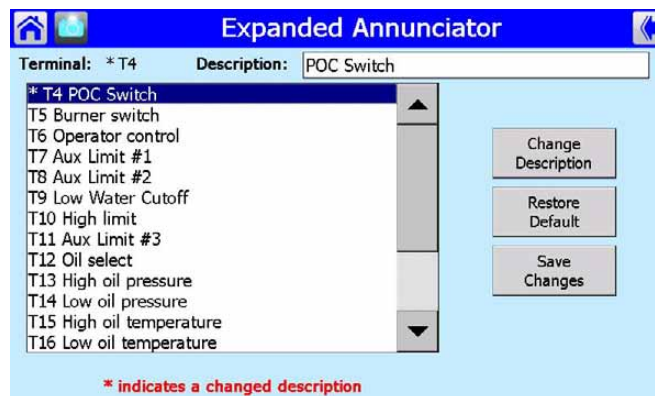 Expanded Annunciator
Terminal: * T4 Description: POC Switch
* T4 POC Switch
T5 Burner switch
T6 Operator control
T7 Aux Limit #1
T8 Aux Limit #2
T9 Low Water Cutoff
T10 High limit
T11 Aux Limit #3
T12 Oil select
T13 High oil pressure
T14 Low oil pressure
T15 High oil temperature
T16 Low oil temperature
Change
Description
Restore
Default
Save
Changes
* indicates a changed description